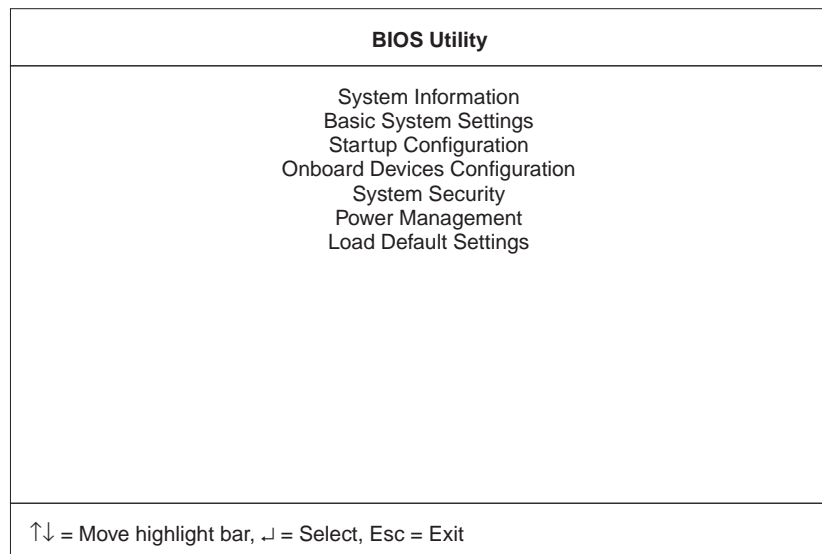 BIOS Utility
System Information
Basic System Settings
Startup Configuration
Onboard Devices Configuration
System Security
Power Management
Load Default Settings
↑↓ = Move highlight bar, ↵ = Select, Esc = Exit